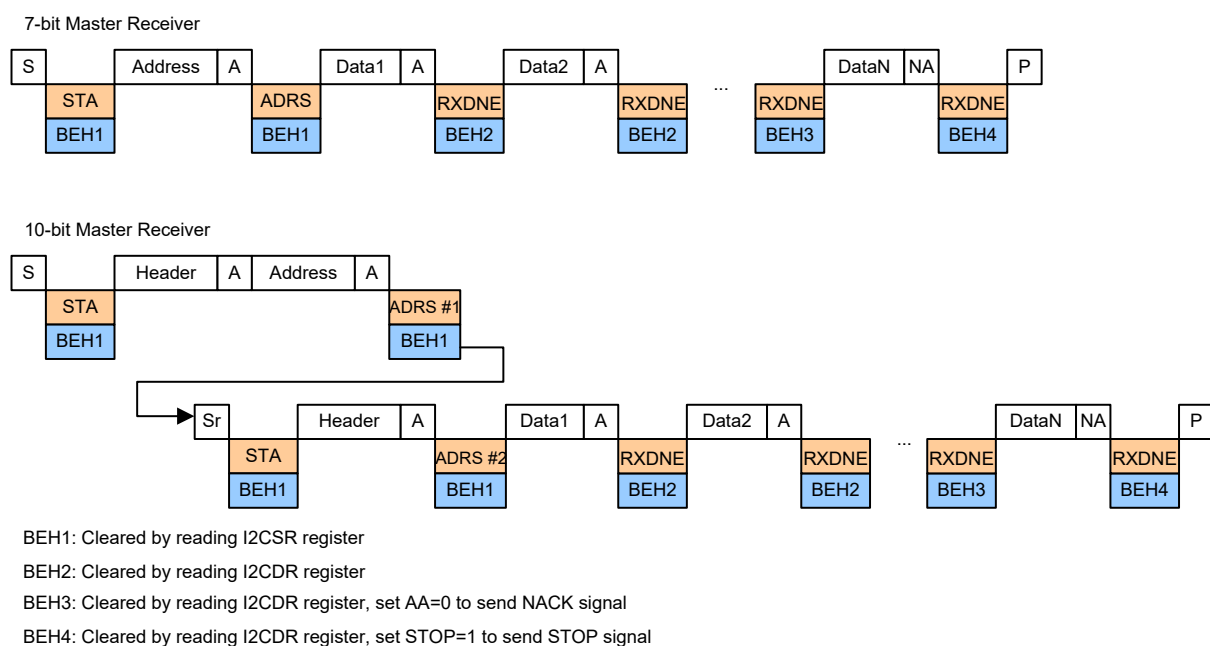 7-bit Master Receiver
S Address A Data1 A Data2 A ... DataN NA P
STA ADRS RXDNE RXDNE RXDNE RXDNE
BEH1 BEH1 BEH2 BEH2 BEH3 BEH4
10-bit Master Receiver
S Header A Address A
STA ADRS #1
BEH1 BEH1
Sr Header A Data1 A Data2 A ... DataN NA P
STA ADRS #2 RXDNE RXDNE RXDNE RXDNE
BEH1 BEH1 BEH2 BEH2 BEH3 BEH4
BEH1: Cleared by reading I2CSR register
BEH2: Cleared by reading I2CDR register
BEH3: Cleared by reading I2CDR register, set AA=0 to send NACK signal
BEH4: Cleared by reading I2CDR register, set STOP=1 to send STOP signal